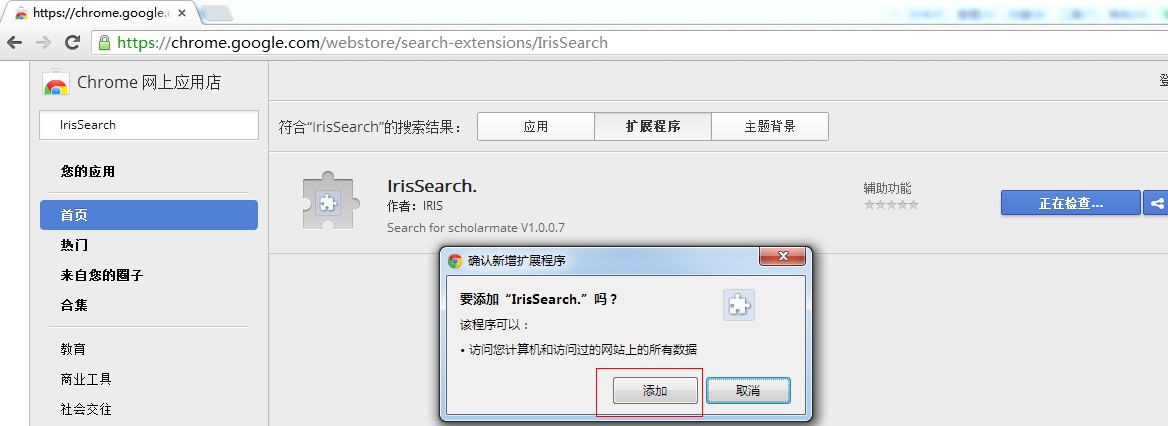 https://chrome.google.c
https://chrome.google.com/webstore/search-extensions/IrisSearch
Chrome 网上应用店
IrisSearch
符合“IrisSearch”的搜索结果：
应用
扩展程序
主题背景
您的应用
首页
热门
来自您的圈子
合集
教育
商业工具
社会交往
IrisSearch.
作者：IRIS
Search for scholarmate V1.0.0.7
辅助功能
正在检查...
确认新增扩展程序
要添加“IrisSearch.”吗？
该程序可以：
• 访问您计算机和访问过的网站上的所有数据
添加
取消